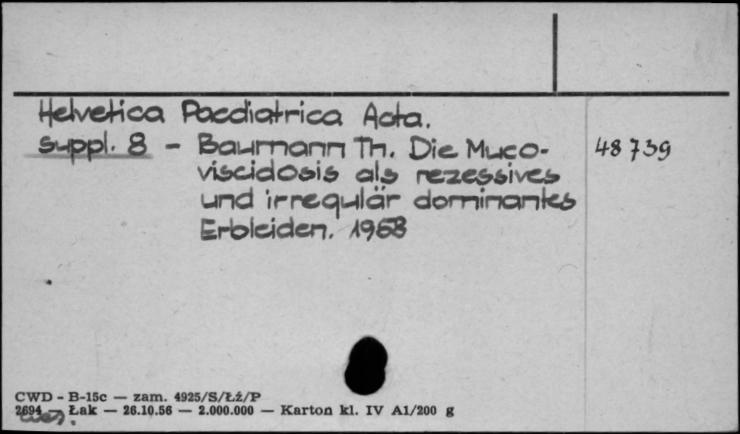 Helvetica Paediatrica Acta.
suppl. 8 - Baumann Th. Die Muco- 48 739
viscidosis als rezessives
und irregulär dominantes
Erbleiden. 1958
CWD - B-15c — zam. 4925/S/Łż/P
2694 — Łak — 26.10.56 — 2.000.000 — Karton kl. IV A1/200 g